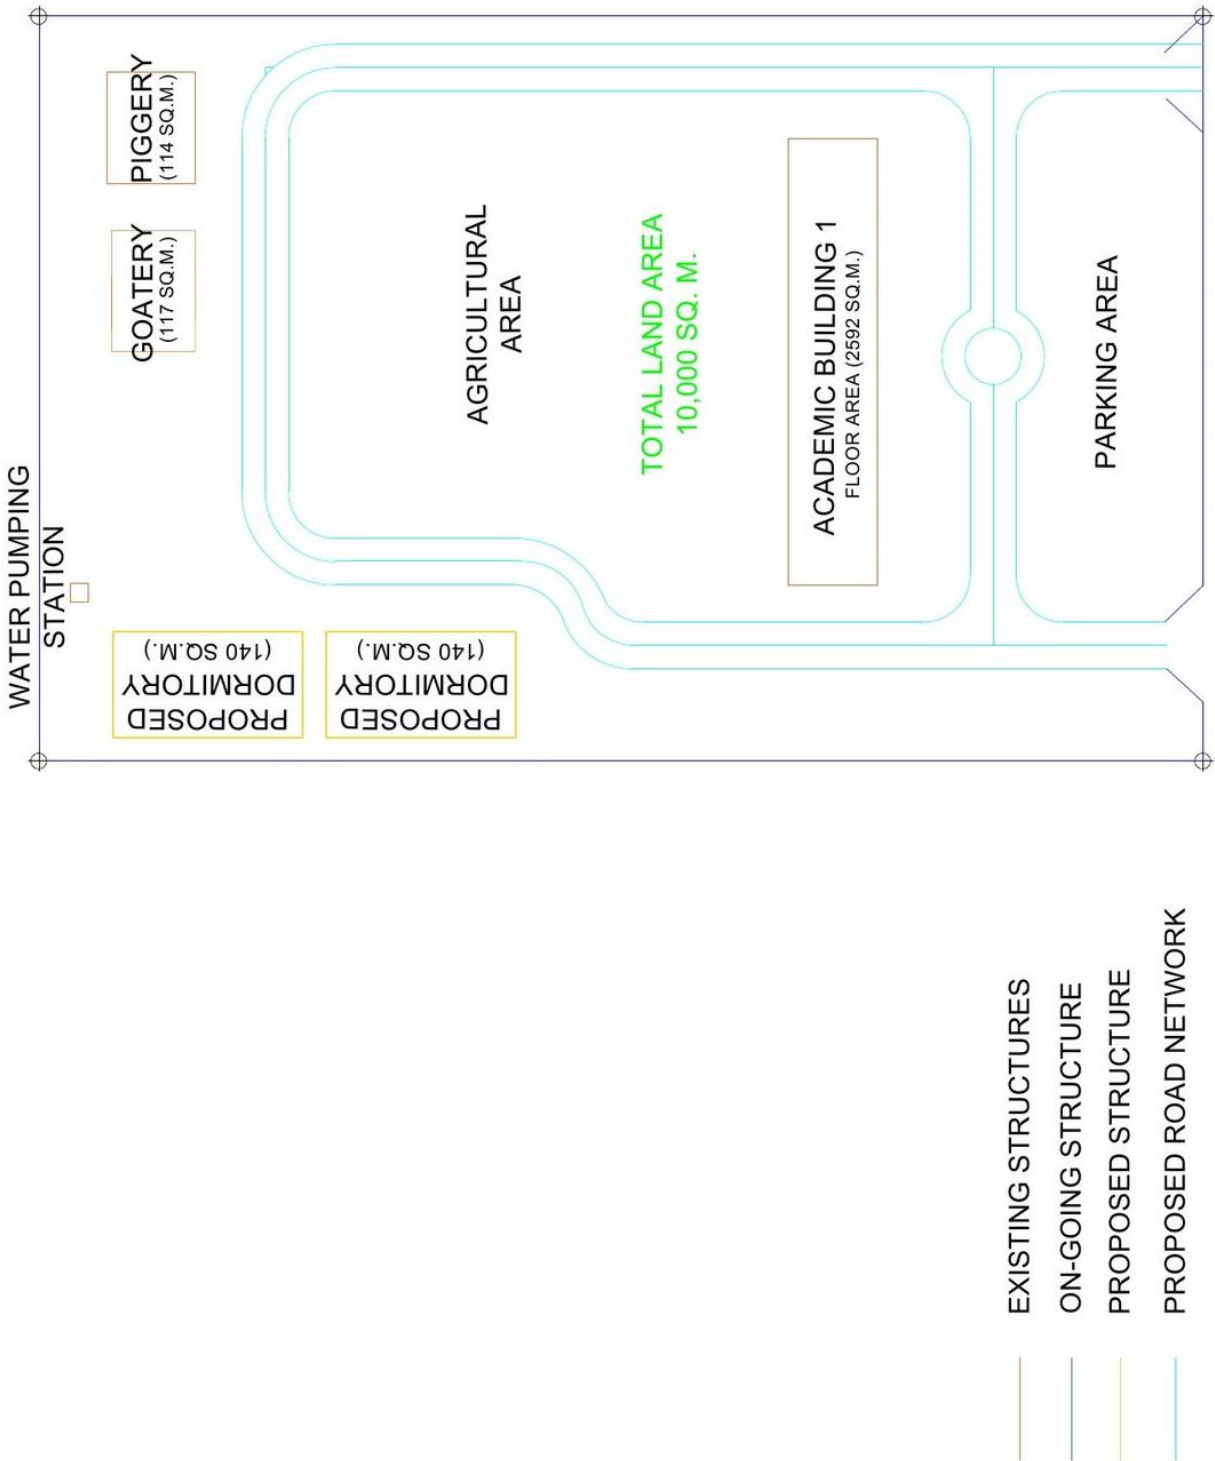 WATER PUMPING
STATION
PIGGERY
(114 SQ.M.)
GOATERY
(117 SQ.M.)
PROPOSED
DORMITORY
(140 SQ.M.)
PROPOSED
DORMITORY
(140 SQ.M.)
AGRICULTURAL
AREA
TOTAL LAND AREA
10,000 SQ. M.
ACADEMIC BUILDING 1
FLOOR AREA (2592 SQ.M.)
PARKING AREA
EXISTING STRUCTURES
ON-GOING STRUCTURE
PROPOSED STRUCTURE
PROPOSED ROAD NETWORK